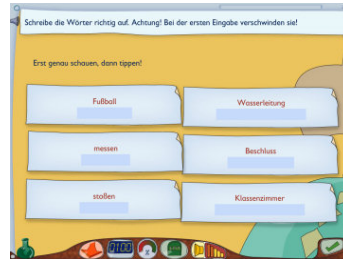 Schreibe die Wörter richtig auf. Achtung! Bei der ersten Eingabe verschwinden sie!
Erst genau schauen, dann tippen!
Fußball
Wasserleitung
messen
Beschluss
stoßen
Klassenzimmer
0100